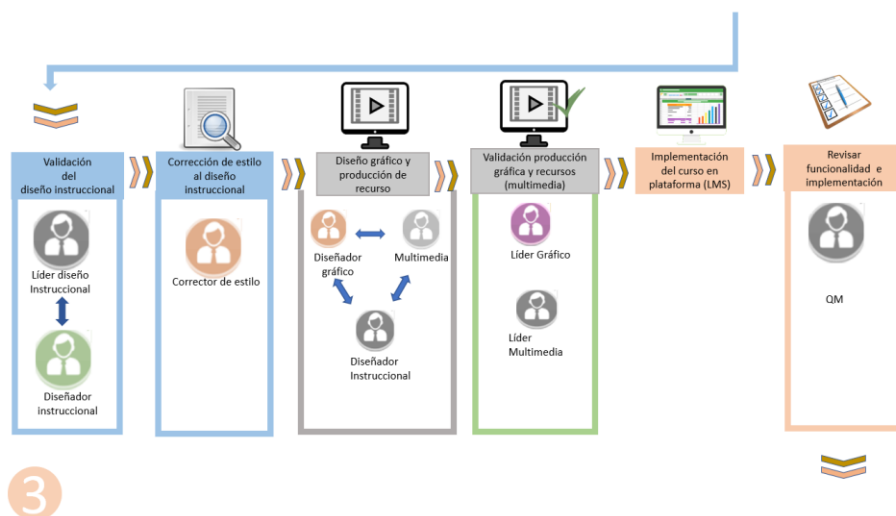 Validación
del
diseño instruccional
Corrección de estilo
al diseño
instruccional
Diseño gráfico y
producción de
recurso
Validación producción
gráfica y recursos
(multimedia)
Implementación
del curso en
plataforma (LMS)
Revisar
funcionalidad e
implementación
Líder diseño
Instruccional
Diseñador
instruccional
Corrector de estilo
Diseñador
gráfico
Multimedia
Diseñador
Instruccional
Líder Gráfico
Líder
Multimedia
QM
3